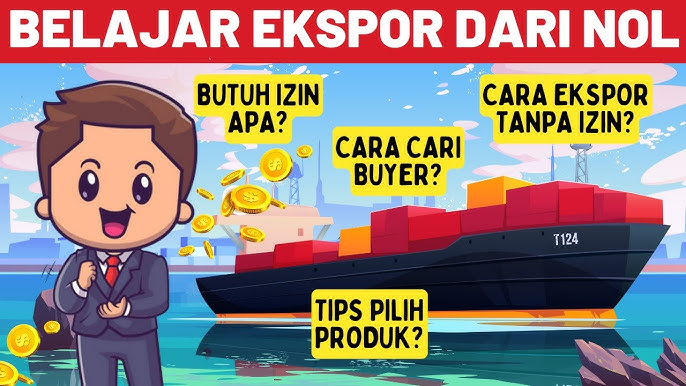 BELAJAR EKSPOR DARI NOL
BUTUH IZIN
APA?
CARA CARI
BUYER?
CARA EKSPOR
TANPA IZIN?
T124
TIPS PILIH
PRODUK?